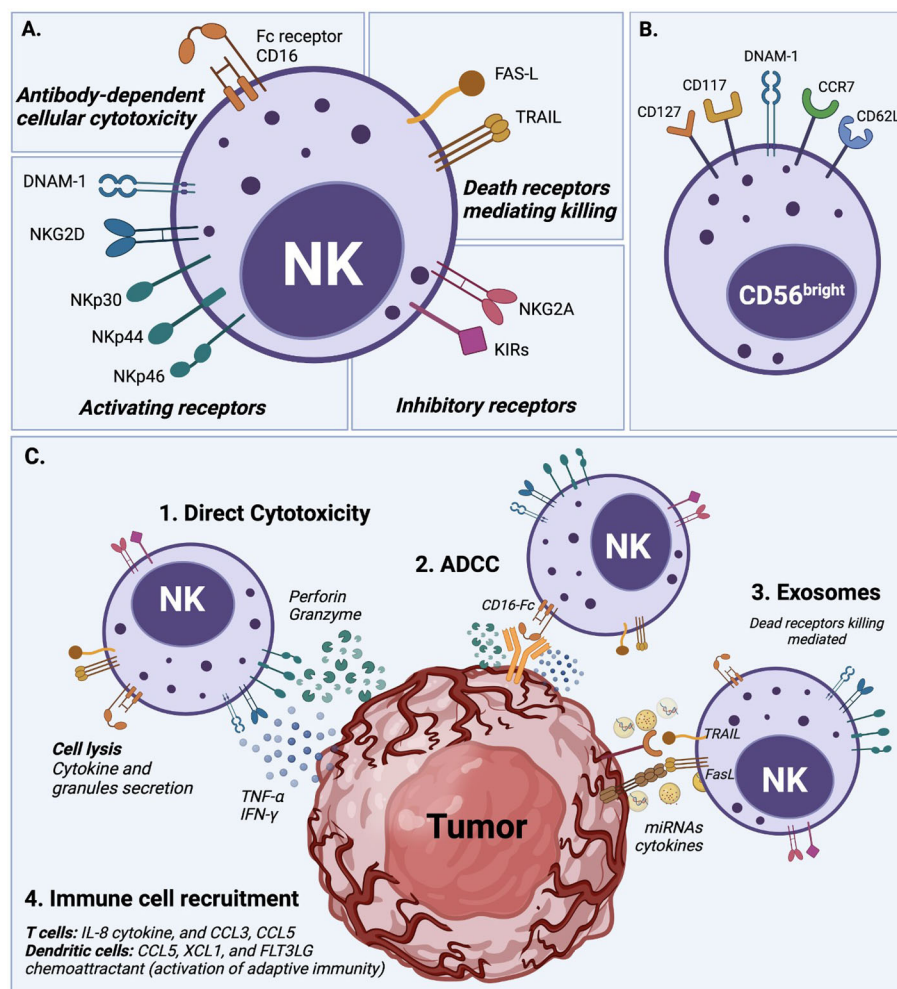 A.
Fc receptor
CD16
Antibody-dependent
cellular cytotoxicity
FAS-L
TRAIL
Death receptors
mediating killing
DNAM-1
NKG2D
NKp30
NKp44
NKp46
Activating receptors
NK
NKG2A
KIRs
Inhibitory receptors
B.
DNAM-1
CD117
CCR7
CD127
CD62L
CD56bright
C.
1. Direct Cytotoxicity
NK
Perforin
Granzyme
Cell lysis
Cytokine and
granules secretion
TNF-α
IFN-γ
2. ADCC
NK
CD16-Fc
3. Exosomes
Dead receptors killing
mediated
TRAIL
FasL
NK
miRNAs
cytokines
Tumor
4. Immune cell recruitment
T cells: IL-8 cytokine, and CCL3, CCL5
Dendritic cells: CCL5, XCL1, and FLT3LG
chemoattractant (activation of adaptive immunity)